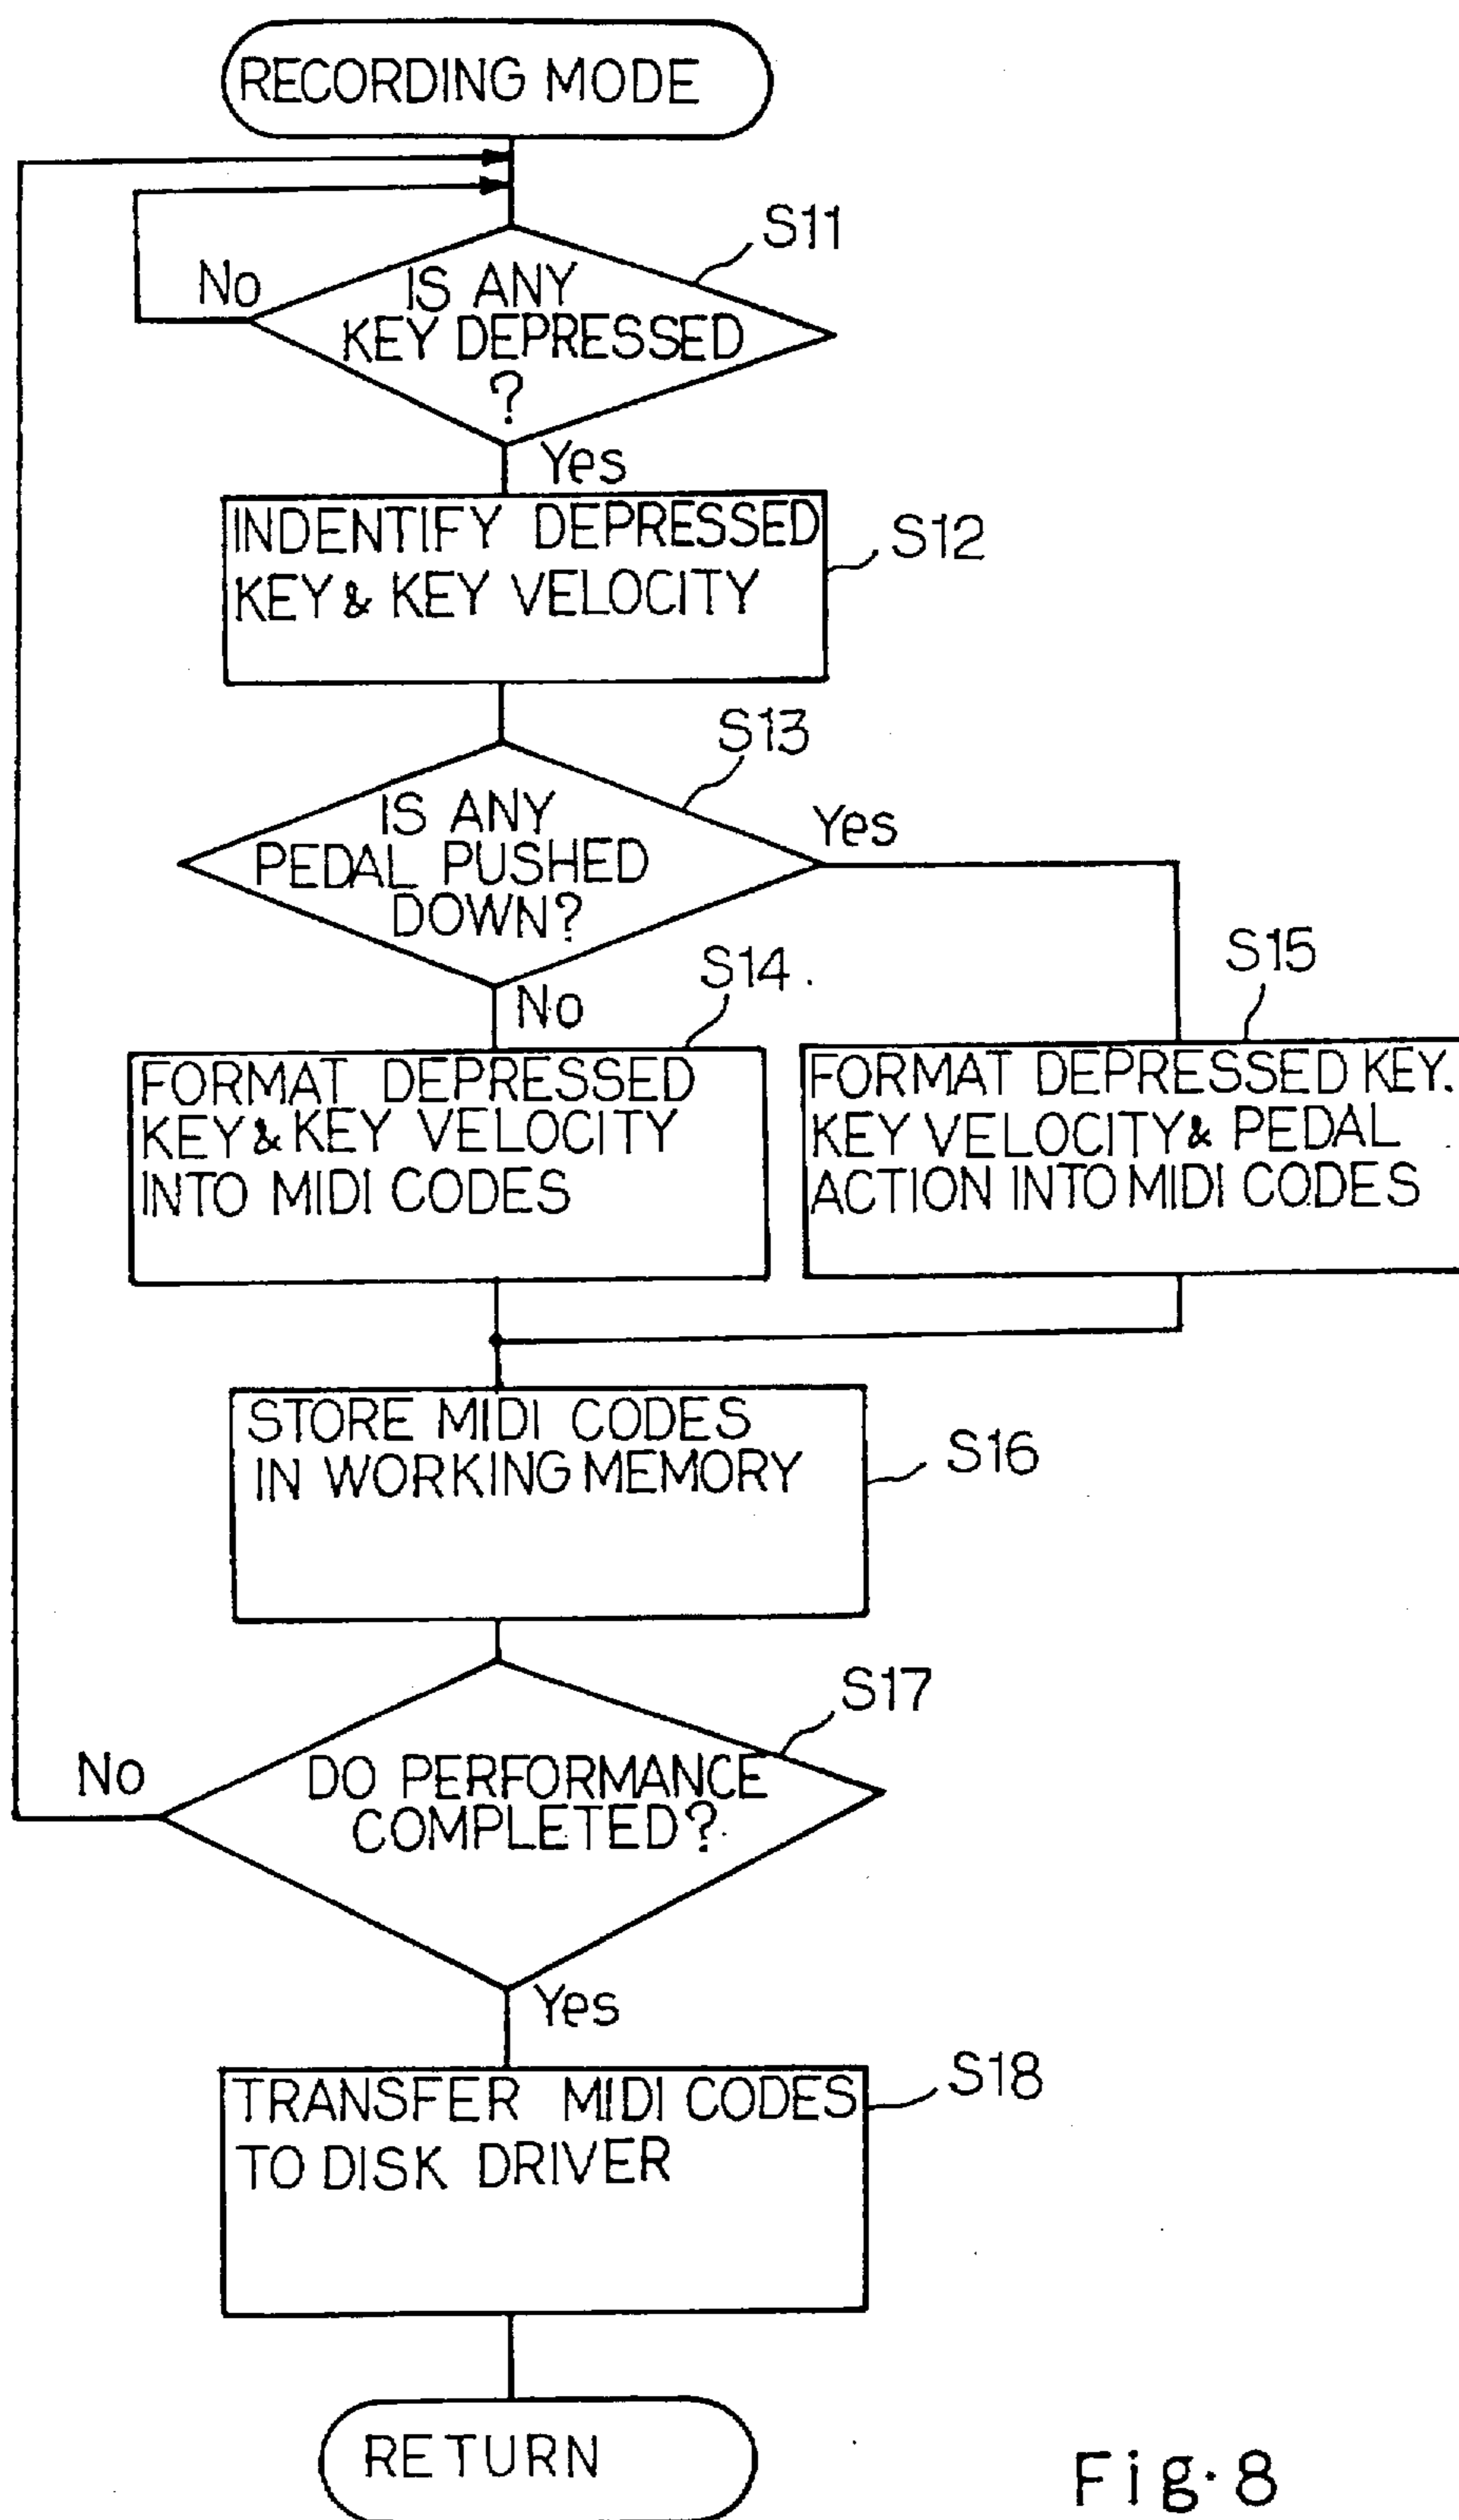 RECORDING MODE
S11
No
IS ANY
KEY DEPRESSED
?
Yes
INDENTIFY DEPRESSED
KEY & KEY VELOCITY
S12
S13
IS ANY
PEDAL PUSHED
DOWN?
Yes
No
S14.
S15
FORMAT DEPRESSED
KEY & KEY VELOCITY
INTO MIDI CODES
FORMAT DEPRESSED KEY.
KEY VELOCITY & PEDAL
ACTION INTO MIDI CODES
STORE MIDI CODES
IN WORKING MEMORY
S16
S17
No
DO PERFORMANCE
COMPLETED?
Yes
TRANSFER MIDI CODES
TO DISK DRIVER
S18
RETURN
Fig. 8